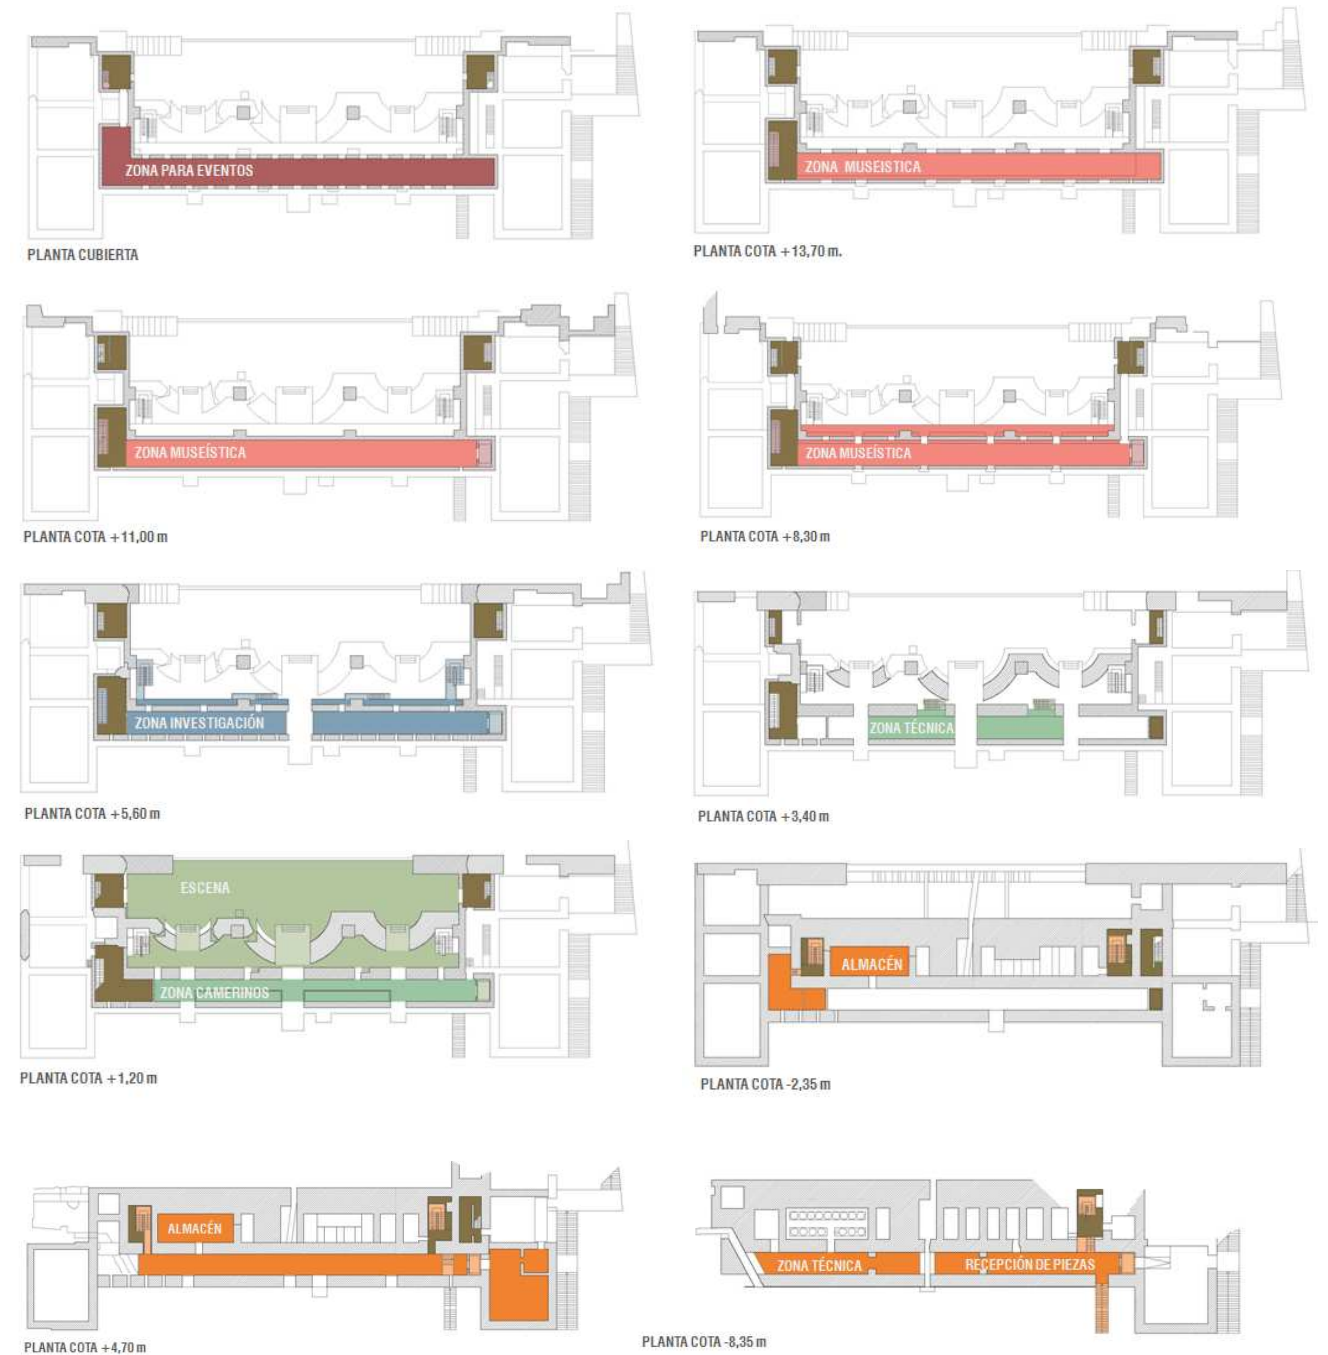 ZONA PARA EVENTOS
PLANTA CUBIERTA
ZONA MUSEISTICA
PLANTA COTA +13,70 m.
ZONA MUSEÍSTICA
PLANTA COTA +11,00 m
ZONA MUSEÍSTICA
PLANTA COTA +8,30 m
ZONA INVESTIGACIÓN
PLANTA COTA +5,60 m
ZONA TÉCNICA
PLANTA COTA +3,40 m
ESCENA
ZONA CAMERINOS
PLANTA COTA +1,20 m
ALMACÉN
PLANTA COTA -2,35 m
ALMACÉN
PLANTA COTA +4,70 m
ZONA TÉCNICA
RECEPCIÓN DE PIEZAS
PLANTA COTA -8,35 m